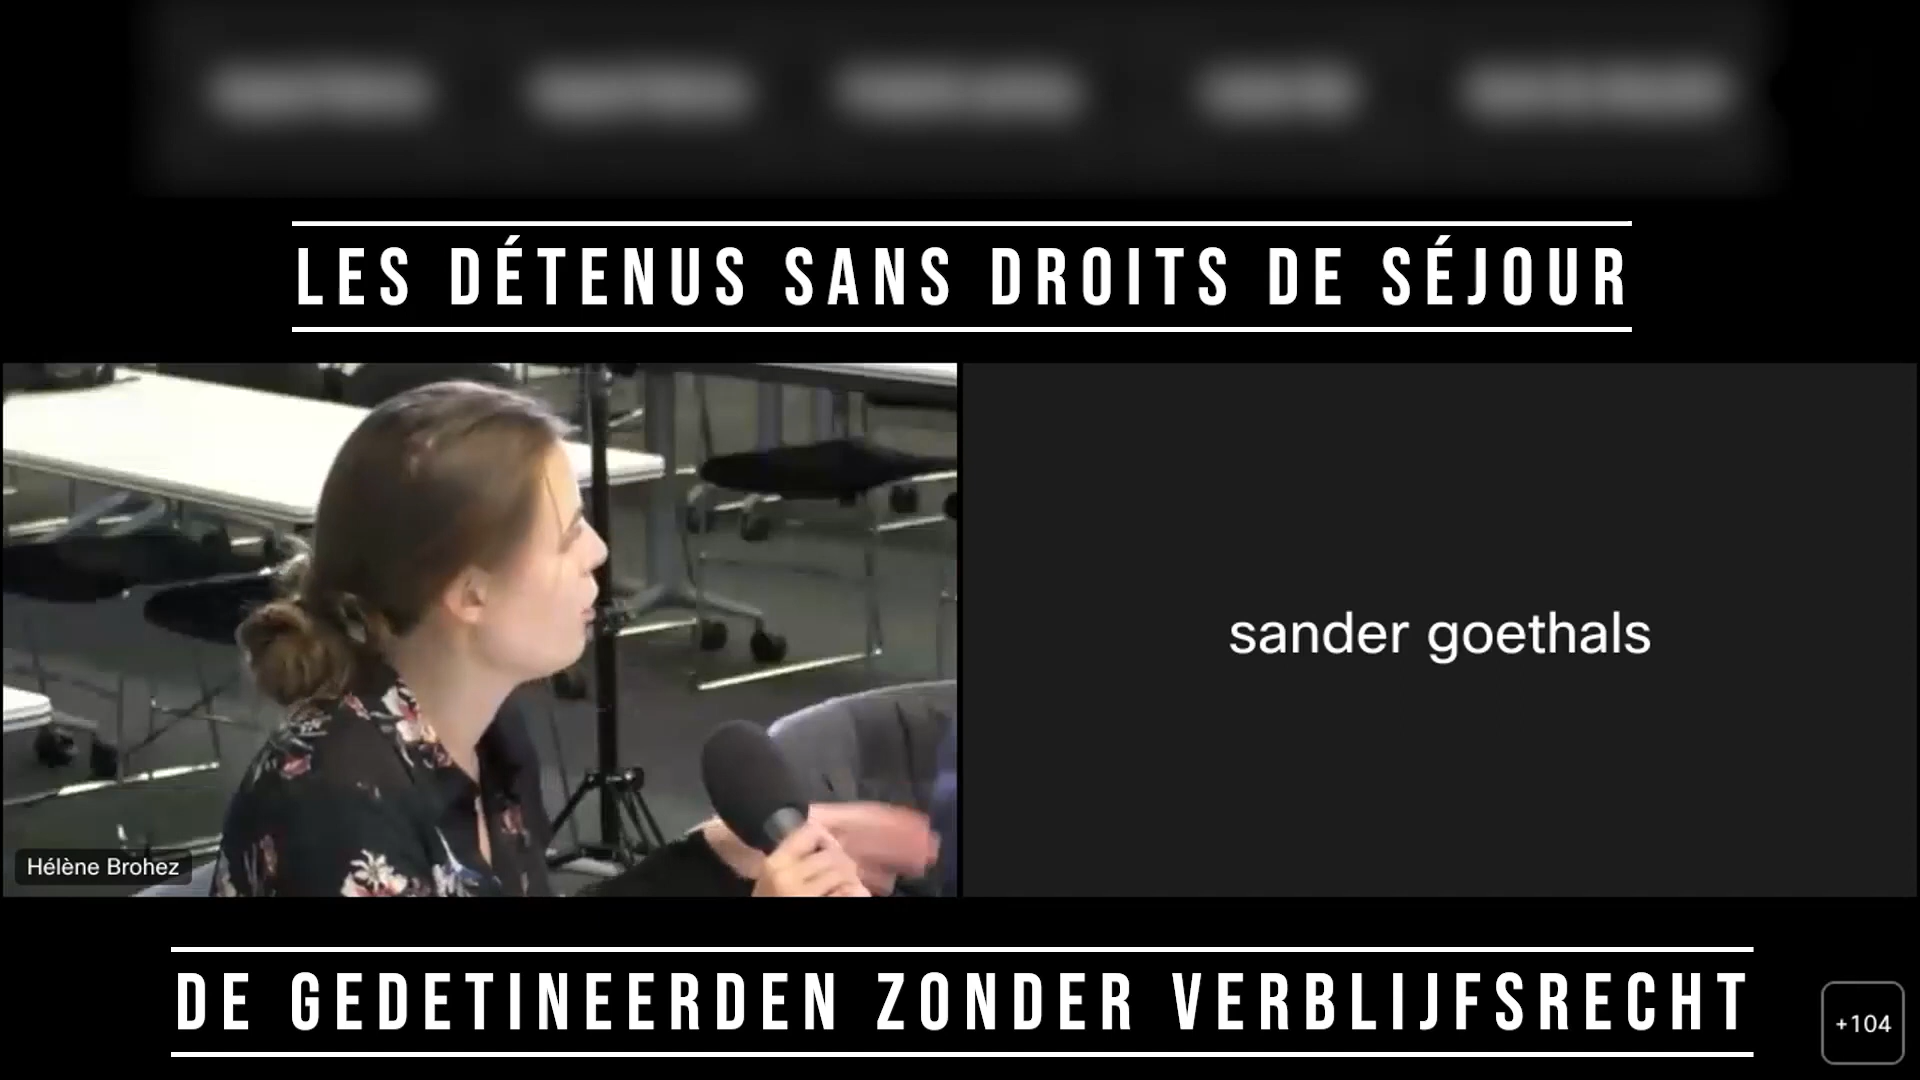 LES DÉTENUS SANS DROITS DE SÉJOUR
sander goethals
Hélène Brohez
DE GEDETINEERDEN ZONDER VERBLIJFSRECHT
+104